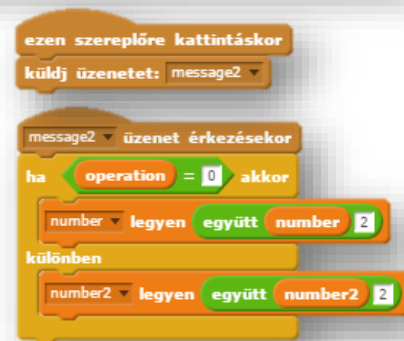 ezen szereplőre kattintáskor
küldj üzenetet: message2
message2 üzenet érkezésekor
ha operation = 0 akkor
number legyen együtt number 2
különben
number2 legyen együtt number2 2